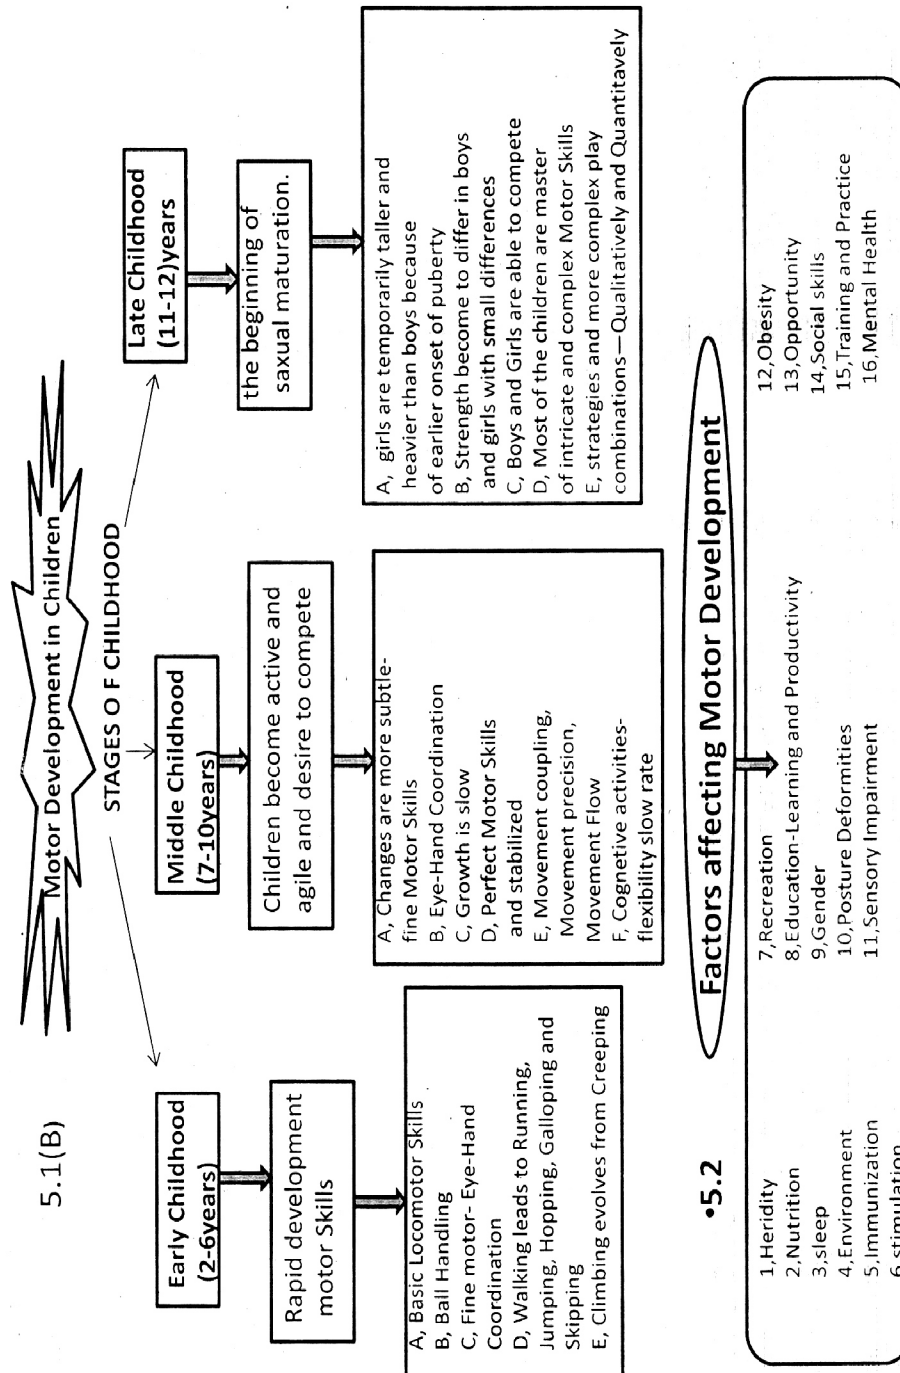 5.1(B)
Motor Development in Children
STAGES O F CHILDHOOD
Early Childhood
(2-6years)
Rapid development
motor Skills
A, Basic Locomotor Skills
B, Ball Handling
C, Fine motor- Eye-Hand
Coordination
D, Walking leads to Running,
Jumping, Hopping, Galloping and
Skipping
E, Climbing evolves from Creeping
Middle Childhood
(7-10years)
Children become active and
agile and desire to compete
A, Changes are more subtle-
fine Motor Skills
B, Eye-Hand Coordination
C, Growth is slow
D, Perfect Motor Skills
and stabilized
E, Movement coupling,
Movement precision,
Movement Flow
F, Cognetive activities-
flexibility slow rate
Late Childhood
(11-12)years
the beginning of
saxual maturation.
A, girls are temporarily taller and
heavier than boys because
of earlier onset of puberty
B, Strength become to differ in boys
and girls with small differences
C, Boys and Girls are able to compete
D, Most of the children are master
of intricate and complex Motor Skills
E, strategies and more complex play
combinations—Qualitatively and Quantitavely
•5.2
Factors affecting Motor Development
1,Heridity
2,Nutrition
3,sleep
4,Environment
5,Immunization
6,stimulation
7,Recreation
8,Education-Learning and Productivity
9,Gender
10,Posture Deformities
11,Sensory Impairment
12,Obesity
13,Opportunity
14,Social skills
15,Training and Practice
16,Mental Health